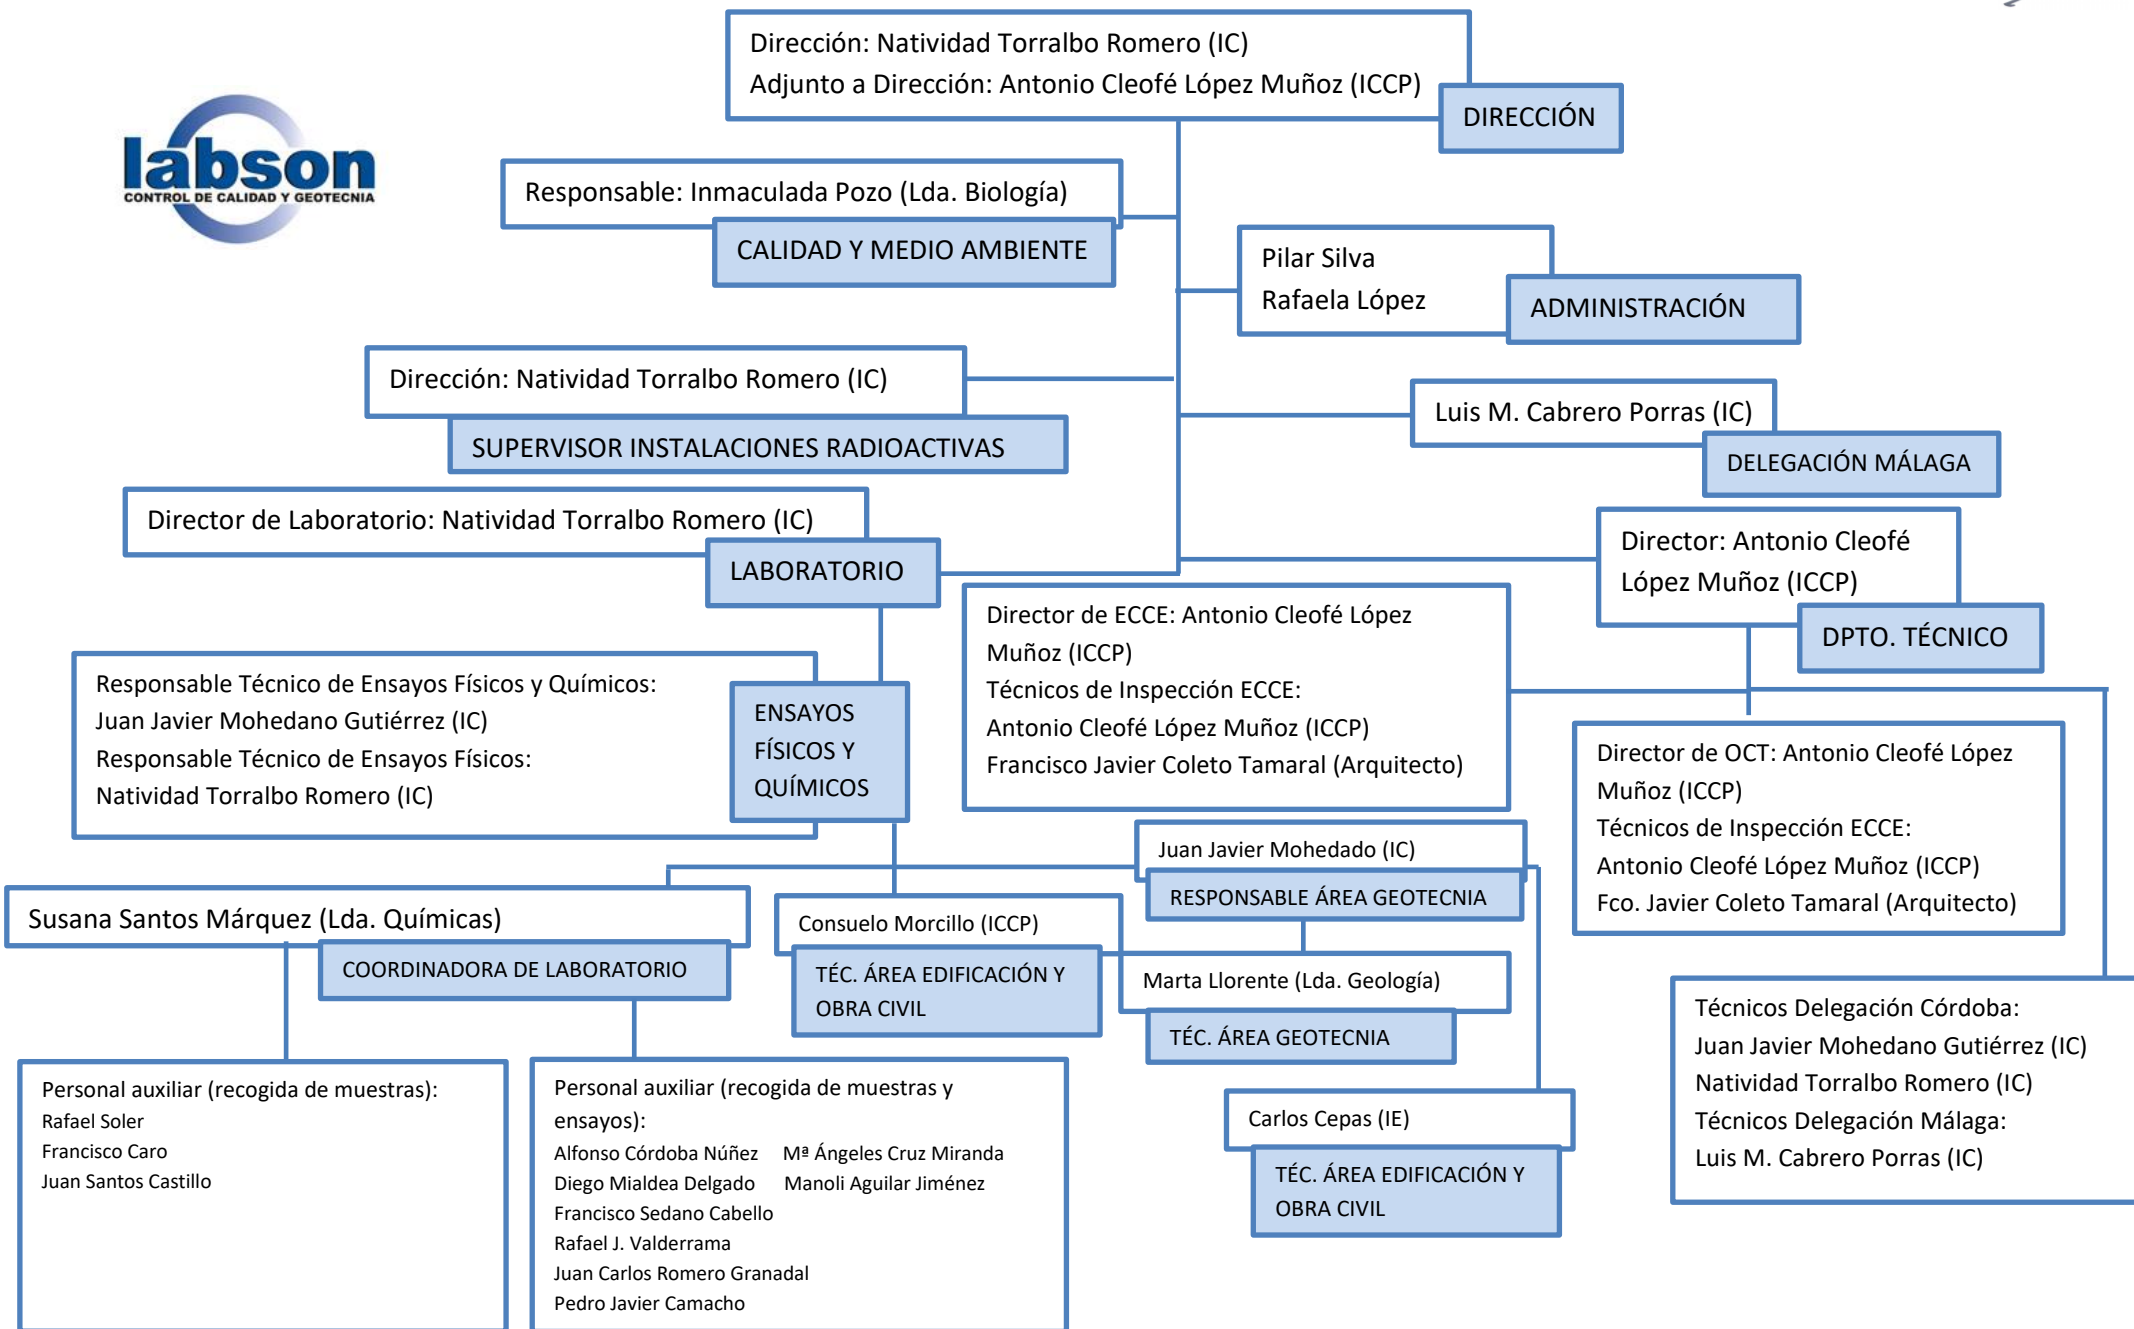 Dirección: Natividad Torralbo Romero (IC)
Adjunto a Dirección: Antonio Cleofé López Muñoz (ICCP)
DIRECCIÓN
labson
CONTROL DE CALIDAD Y GEOTECNIA
Responsable: Inmaculada Pozo (Lda. Biología)
CALIDAD Y MEDIO AMBIENTE
Pilar Silva
Rafaela López
ADMINISTRACIÓN
Dirección: Natividad Torralbo Romero (IC)
SUPERVISOR INSTALACIONES RADIOACTIVAS
Luis M. Cabrero Porras (IC)
DELEGACIÓN MÁLAGA
Director de Laboratorio: Natividad Torralbo Romero (IC)
LABORATORIO
Director: Antonio Cleofé
López Muñoz (ICCP)
DPTO. TÉCNICO
Director de ECCE: Antonio Cleofé López
Muñoz (ICCP)
Técnicos de Inspección ECCE:
Antonio Cleofé López Muñoz (ICCP)
Francisco Javier Coleto Tamaral (Arquitecto)
Responsable Técnico de Ensayos Físicos y Químicos:
Juan Javier Mohedano Gutiérrez (IC)
Responsable Técnico de Ensayos Físicos:
Natividad Torralbo Romero (IC)
ENSAYOS
FÍSICOS Y
QUÍMICOS
Director de OCT: Antonio Cleofé López
Muñoz (ICCP)
Técnicos de Inspección ECCE:
Antonio Cleofé López Muñoz (ICCP)
Fco. Javier Coleto Tamaral (Arquitecto)
Juan Javier Mohedado (IC)
RESPONSABLE ÁREA GEOTECNIA
Susana Santos Márquez (Lda. Químicas)
COORDINADORA DE LABORATORIO
Consuelo Morcillo (ICCP)
TÉC. ÁREA EDIFICACIÓN Y
OBRA CIVIL
Marta Llorente (Lda. Geología)
TÉC. ÁREA GEOTECNIA
Técnicos Delegación Córdoba:
Juan Javier Mohedano Gutiérrez (IC)
Natividad Torralbo Romero (IC)
Técnicos Delegación Málaga:
Luis M. Cabrero Porras (IC)
Personal auxiliar (recogida de muestras):
Rafael Soler
Francisco Caro
Juan Santos Castillo
Personal auxiliar (recogida de muestras y
ensayos):
Alfonso Córdoba Núñez Mª Ángeles Cruz Miranda
Diego Mialdea Delgado Manoli Aguilar Jiménez
Francisco Sedano Cabello
Rafael J. Valderrama
Juan Carlos Romero Granadal
Pedro Javier Camacho
Carlos Cepas (IE)
TÉC. ÁREA EDIFICACIÓN Y
OBRA CIVIL